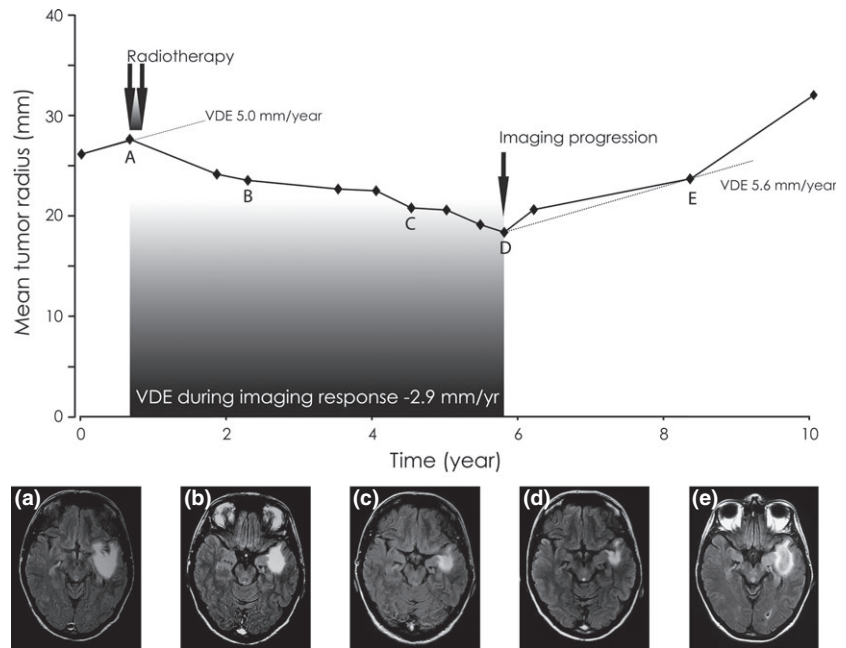 40
30
20
10
0
Mean tumor radius (mm)
Radiotherapy
VDE 5.0 mm/year
Imaging progression
VDE 5.6 mm/year
A
B
C
D
E
VDE during imaging response -2.9 mm/yr
0 2 4 6 8 10
Time (year)
(a) (b) (c) (d) (e)